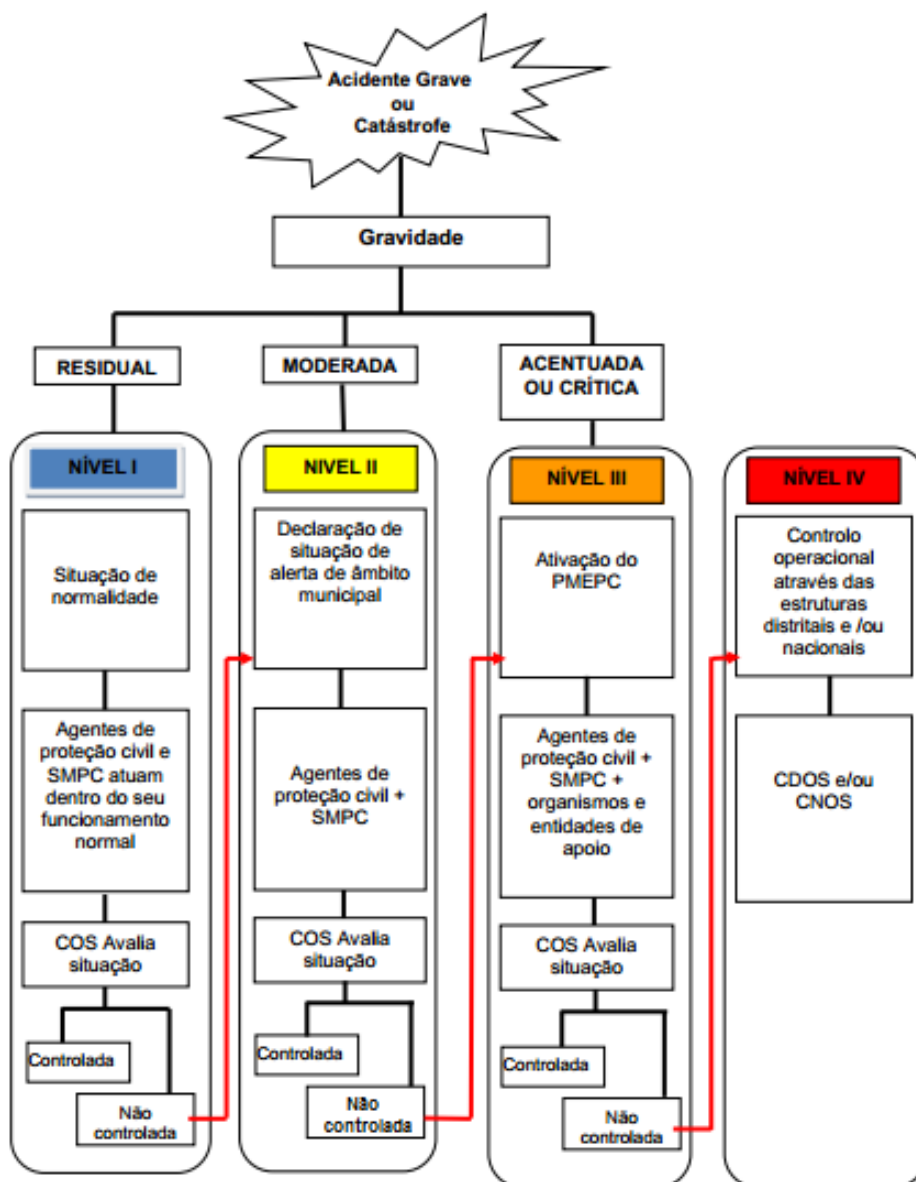 Acidente Grave
ou
Catástrofe
Gravidade
RESIDUAL
MODERADA
ACENTUADA
OU CRÍTICA
NÍVEL I
Situação de
normalidade
Agentes de
proteção civil e
SMPC atuam
dentro do seu
funcionamento
normal
COS Avalia
situação
Controlada
Não
controlada
NIVEL II
Declaração de
situação de
alerta de âmbito
municipal
Agentes de
proteção civil +
SMPC
COS Avalia
situação
Controlada
Não
controlada
NÍVEL III
Ativação do
PMEPC
Agentes de
proteção civil +
SMPC +
organismos e
entidades de
apoio
COS Avalia
situação
Controlada
Não
controlada
NÍVEL IV
Controlo
operacional
através das
estruturas
distritais e /ou
nacionais
CDOS e/ou
CNOS